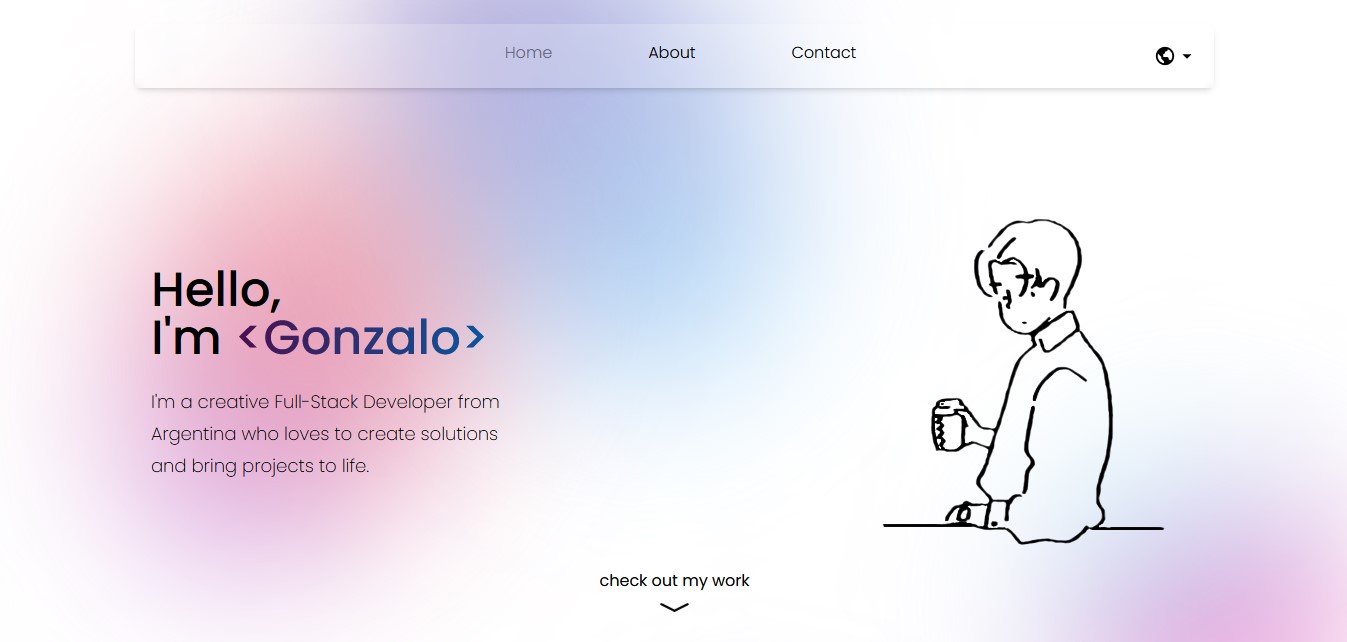 Home
About
Contact
Hello,
I'm <Gonzalo>
I'm a creative Full-Stack Developer from
Argentina who loves to create solutions
and bring projects to life.
check out my work